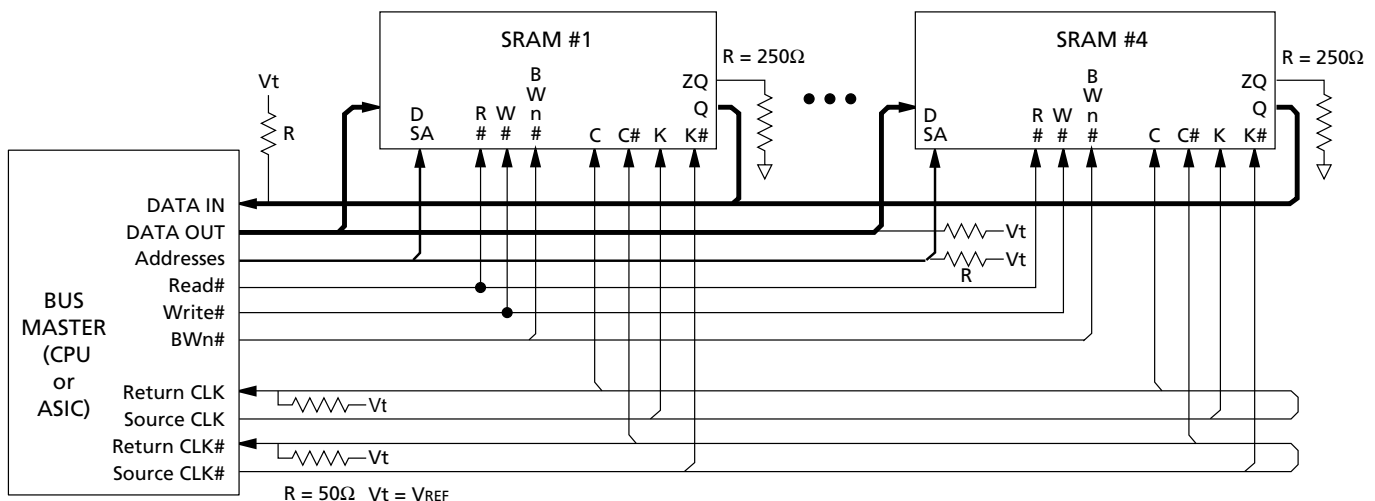 SRAM #1
SRAM #4
R = 250Ω
R = 250Ω
Vt
R
D
SA
R
#
W
#
B
W
n
#
C
C#
K
K#
ZQ
Q
D
SA
R
#
W
#
B
W
n
#
C
C#
K
K#
ZQ
Q
BUS
MASTER
(CPU
or
ASIC)
DATA IN
DATA OUT
Vt
Addresses
Vt
R
Read#
Write#
BWn#
Return CLK
Vt
Source CLK
Return CLK#
Vt
Source CLK#
R = 50Ω Vt = VREF